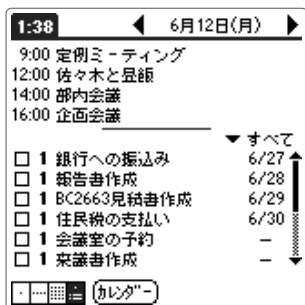 1:38 6月12日(月)
9:00 定例ミーティング
12:00 佐々木と昼飯
14:00 部内会議
16:00 企画会議
すべて
1 銀行への振込み 6/27
1 報告書作成 6/28
1 BC2663見積書作成 6/29
1 住民税の支払い 6/30
1 会議室の予約 –
1 稟議書作成 –
カレンダー